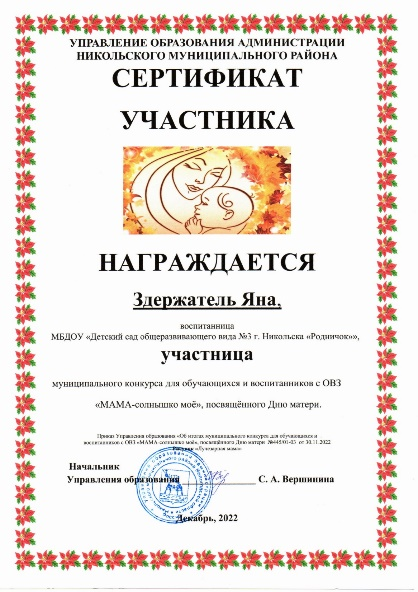 УПРАВЛЕНИЕ ОБРАЗОВАНИЯ АДМИНИСТРАЦИИ
НИКОЛЬСКОГО МУНИЦИПАЛЬНОГО РАЙОНА
СЕРТИФИКАТ
УЧАСТНИКА
НАГРАЖДАЕТСЯ
Здержатель Яна,
воспитанница
МБДОУ «Детский сад общеразвивающего вида №3 г. Никольска «Родничок»»,
участница
муниципального конкурса для обучающихся и воспитанников с ОВЗ
«МАМА-солнышко моё», посвящённого Дню матери.
Приказ Управления образования «Об итогах муниципального конкурса для обучающихся и
воспитанников с ОВЗ «МАМА-солнышко моё», посвящённого Дню матери №445/01-03 от 30.11.2022
мама»
Начальник
Управления образования С. А. Вершинина
Декабрь, 2022